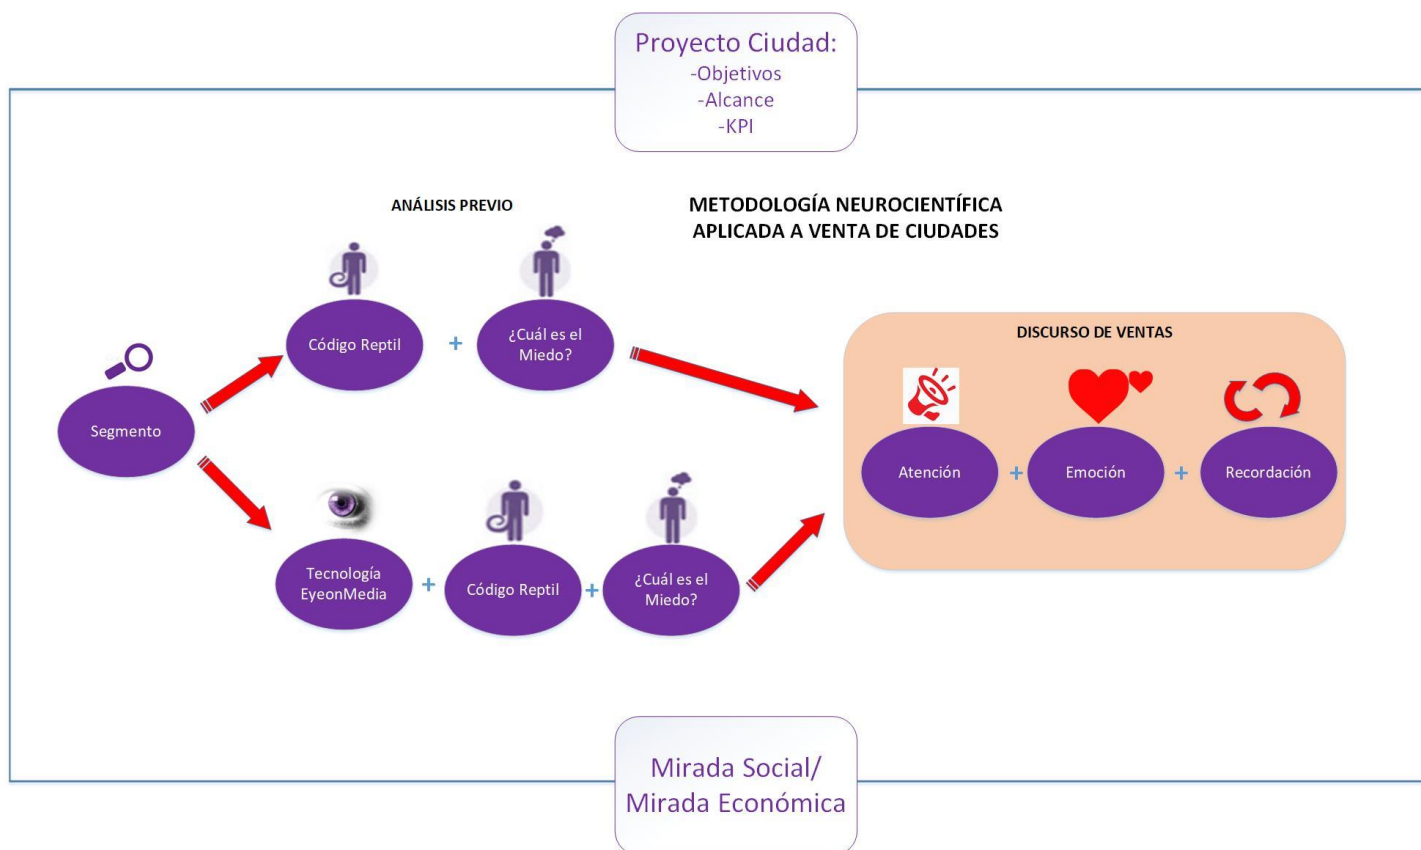 Proyecto Ciudad:
-Objetivos
-Alcance
-KPI
ANÁLISIS PREVIO
METODOLOGÍA NEUROCIENTÍFICA
APLICADA A VENTA DE CIUDADES
Segmento
Código Reptil
+
¿Cuál es el
Miedo?
Tecnología
EyeonMedia
+
Código Reptil
+
¿Cuál es el
Miedo?
DISCURSO DE VENTAS
Atención
+
Emoción
+
Recordación
Mirada Social/
Mirada Económica